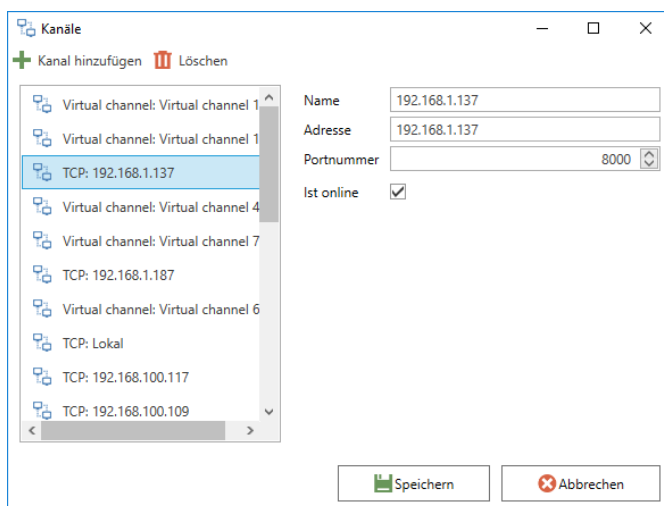 Kanäle
Kanal hinzufügen Löschen
Virtual channel: Virtual channel 1
Virtual channel: Virtual channel 1
TCP: 192.168.1.137
Virtual channel: Virtual channel 4
Virtual channel: Virtual channel 7
TCP: 192.168.1.187
Virtual channel: Virtual channel 6
TCP: Lokal
TCP: 192.168.100.117
TCP: 192.168.100.109
Name 192.168.1.137
Adresse 192.168.1.137
Portnummer 8000
Ist online
Speichern Abbrechen